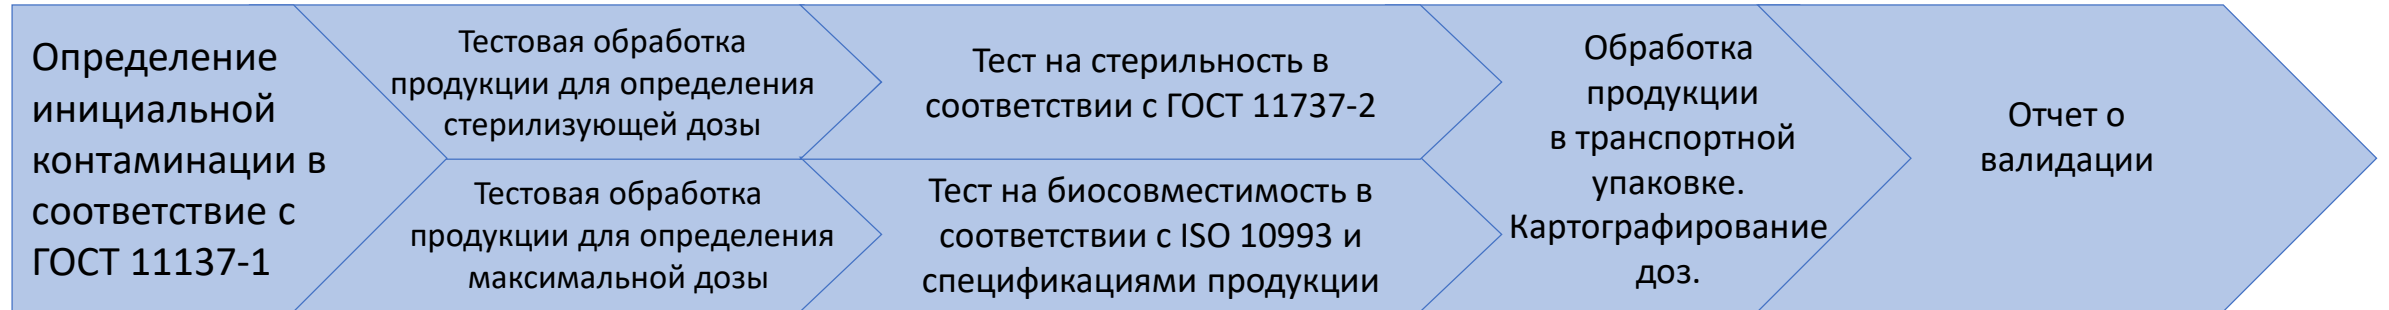 Определение
инициальной
контаминации в
соответствие с
ГОСТ 11137-1
Тестовая обработка
продукции для определения
стерилизующей дозы
Тестовая обработка
продукции для определения
максимальной дозы
Тест на стерильность в
соответствии с ГОСТ 11737-2
Тест на биосовместимость в
соответствии с ISO 10993 и
спецификациями продукции
Обработка
продукции
в транспортной
упаковке.
Картографирование
доз.
Отчет о
валидации